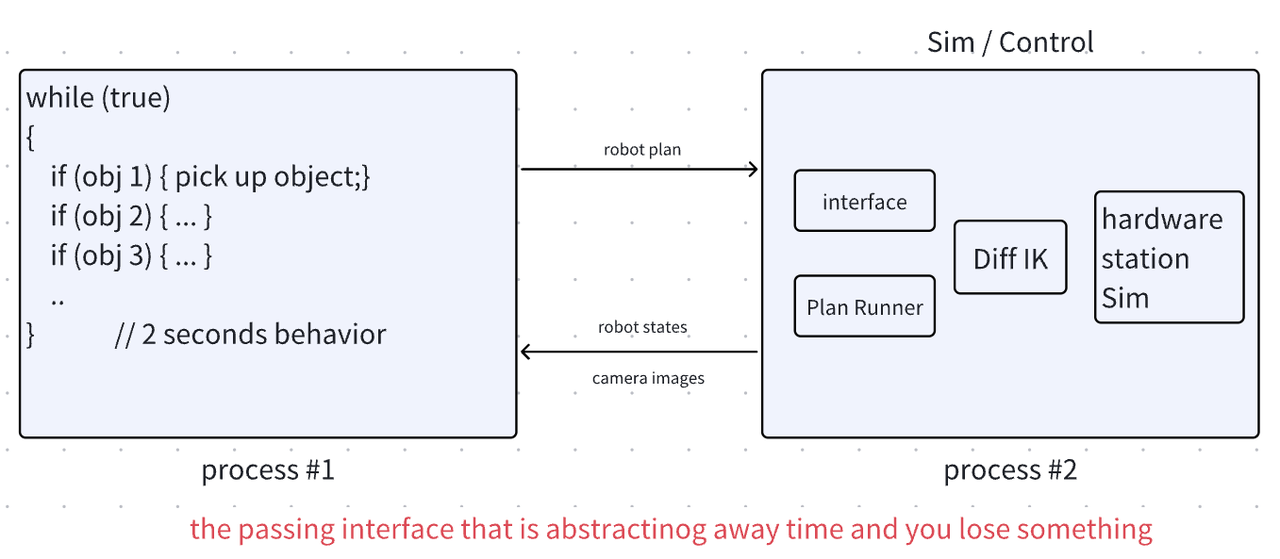 Sim / Control
while (true)
{
if (obj 1) { pick up object;}
if (obj 2) { ... }
if (obj 3) { ... }
..
} // 2 seconds behavior
robot plan
robot states
camera images
interface
Plan Runner
Diff IK
hardware
station
Sim
process #1
process #2
the passing interface that is abstractinog away time and you lose something